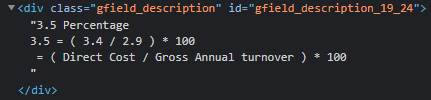 <div class="gfield_description" id="gfield_description_19_24">
"3.5 Percentage
3.5 = ( 3.4 / 2.9 ) * 100
= ( Direct Cost / Gross Annual turnover ) * 100
"
</div>